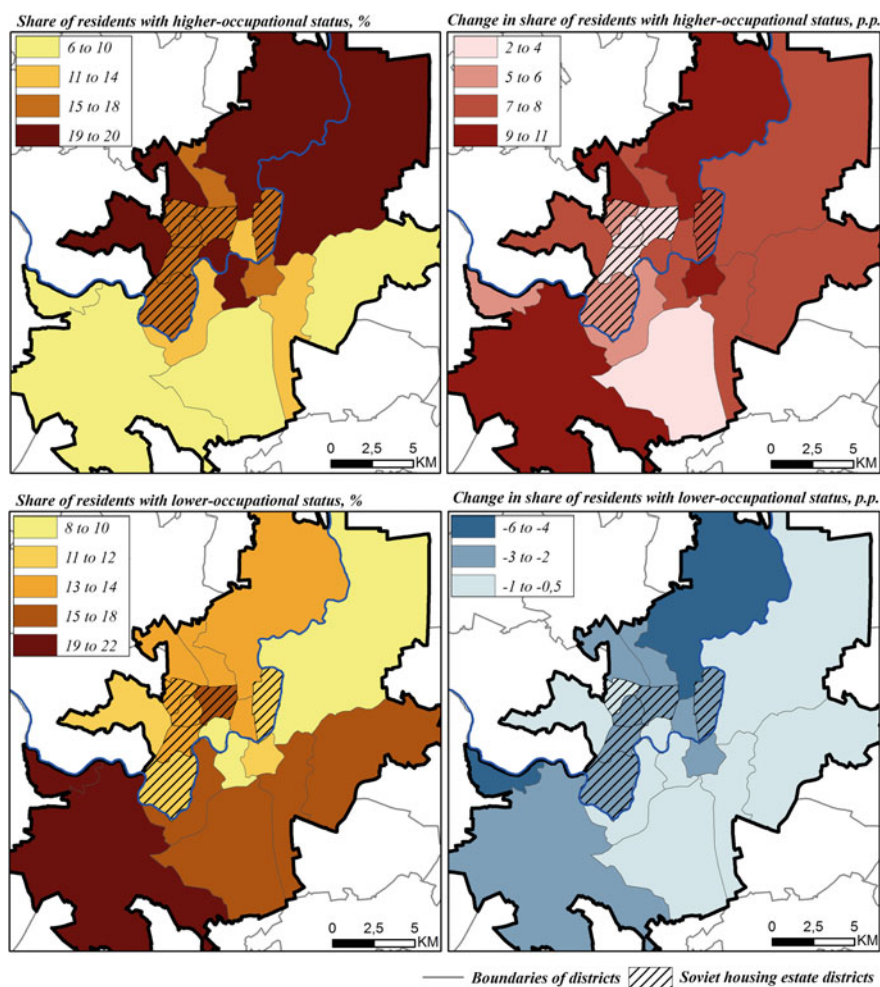 Share of residents with higher-occupational status, %
6 to 10
11 to 14
15 to 18
19 to 20
0 2,5 5
KM
Change in share of residents with higher-occupational status, p.p.
2 to 4
5 to 6
7 to 8
9 to 11
0 2,5 5
KM
Share of residents with lower-occupational status, %
8 to 10
11 to 12
13 to 14
15 to 18
19 to 22
0 2,5 5
KM
Change in share of residents with lower-occupational status, p.p.
-6 to -4
-3 to -2
-1 to -0,5
0 2,5 5
KM
Boundaries of districts
Soviet housing estate districts